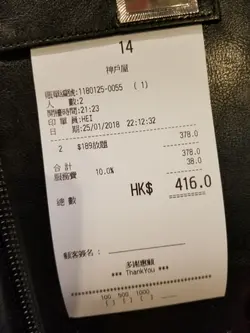 14
神戶屋
賬單編號:1180125-0055 (1)
人 數:2
開檯時間:21:23
印單員:HEI
日 期:25/01/2018 22:12:32
2 $189放題 378.0
合計 378.0
服務費 10.0% 38.0
總數 HK$ 416.0
顧客簽名:
多謝惠顧
*** ThankYou ***
100 500 1000
[ ] [ ] [ ]